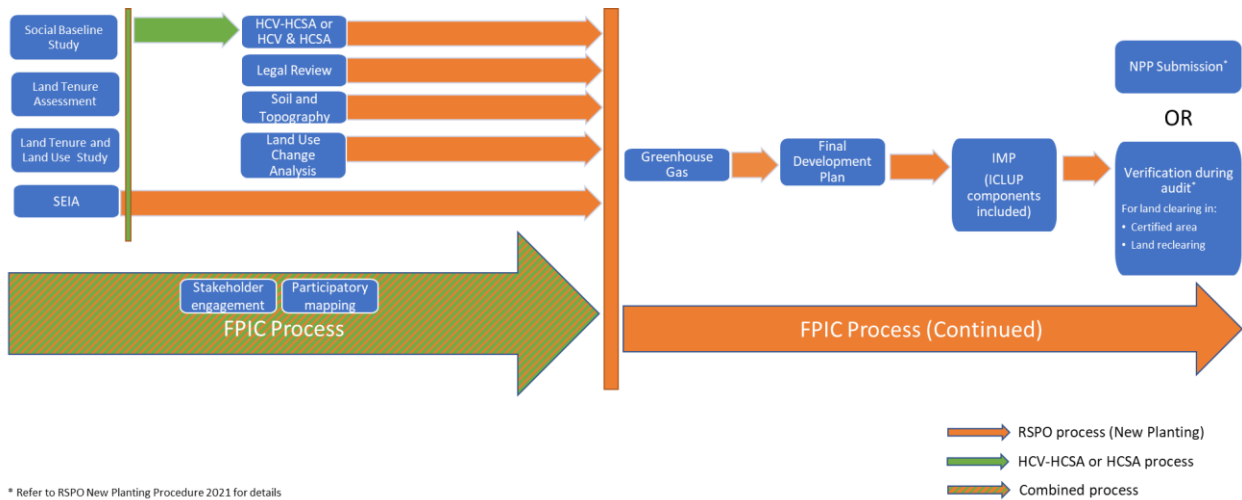 Social Baseline
Study
Land Tenure
Assessment
Land Tenure and
Land Use Study
SEIA
HCV-HCSA or
HCV & HCSA
Legal Review
Soil and
Topography
Land Use
Change
Analysis
Stakeholder
engagement
Participatory
mapping
FPIC Process
Greenhouse
Gas
Final
Development
Plan
IMP
(ICLUP
components
included)
NPP Submission*
OR
Verification during
audit*
For land clearing in:
• Certified area
• Land reclearing
FPIC Process (Continued)
RSPO process (New Planting)
HCV-HCSA or HCSA process
Combined process
* Refer to RSPO New Planting Procedure 2021 for details